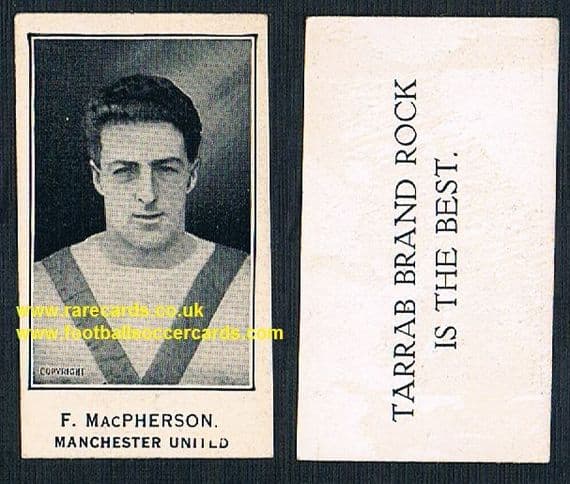 www.rarecards.co.uk
www.footballsoccercards.com
COPYRIGHT
F. MACPHERSON.
MANCHESTER UNITED
TARRAB BRAND ROCK
IS THE BEST.